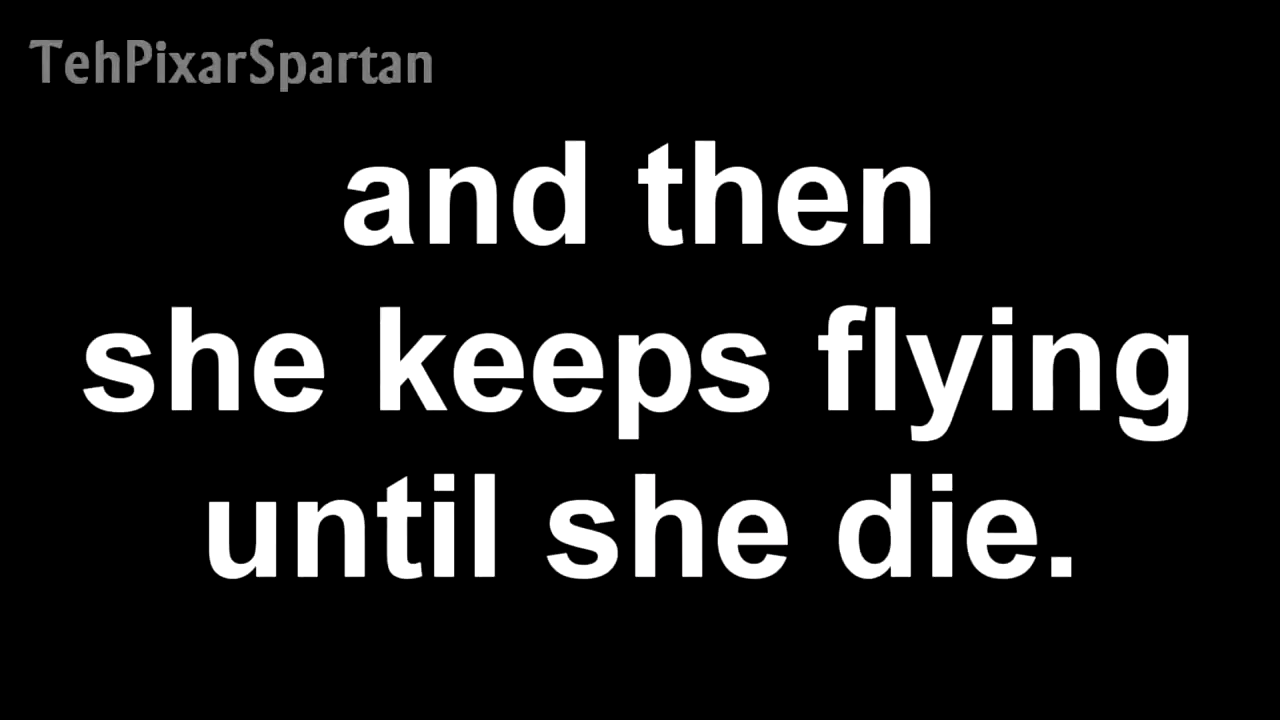 TehPixarSpartan
and then
she keeps flying
until she die.